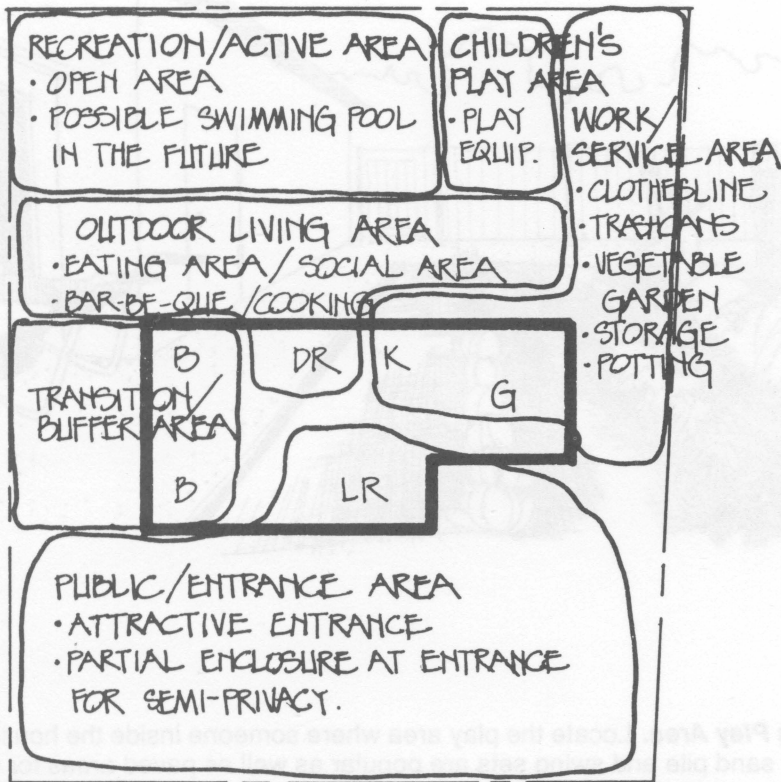 RECREATION/ACTIVE AREA
• OPEN AREA
• POSSIBLE SWIMMING POOL
IN THE FUTURE
CHILDREN'S
PLAY AREA
• PLAY
EQUIP.
WORK/
SERVICE AREA
• CLOTHESLINE
• TRASHCANS
• VEGETABLE
GARDEN
• STORAGE
• POTTING
OUTDOOR LIVING AREA
• EATING AREA/SOCIAL AREA
BAR-BE-QUE/COOKING
B
DR
K
G
TRANSITION/
BUFFER AREA
B
LR
PUBLIC/ENTRANCE AREA
• ATTRACTIVE ENTRANCE
• PARTIAL ENCLOSURE AT ENTRANCE
FOR SEMI-PRIVACY.